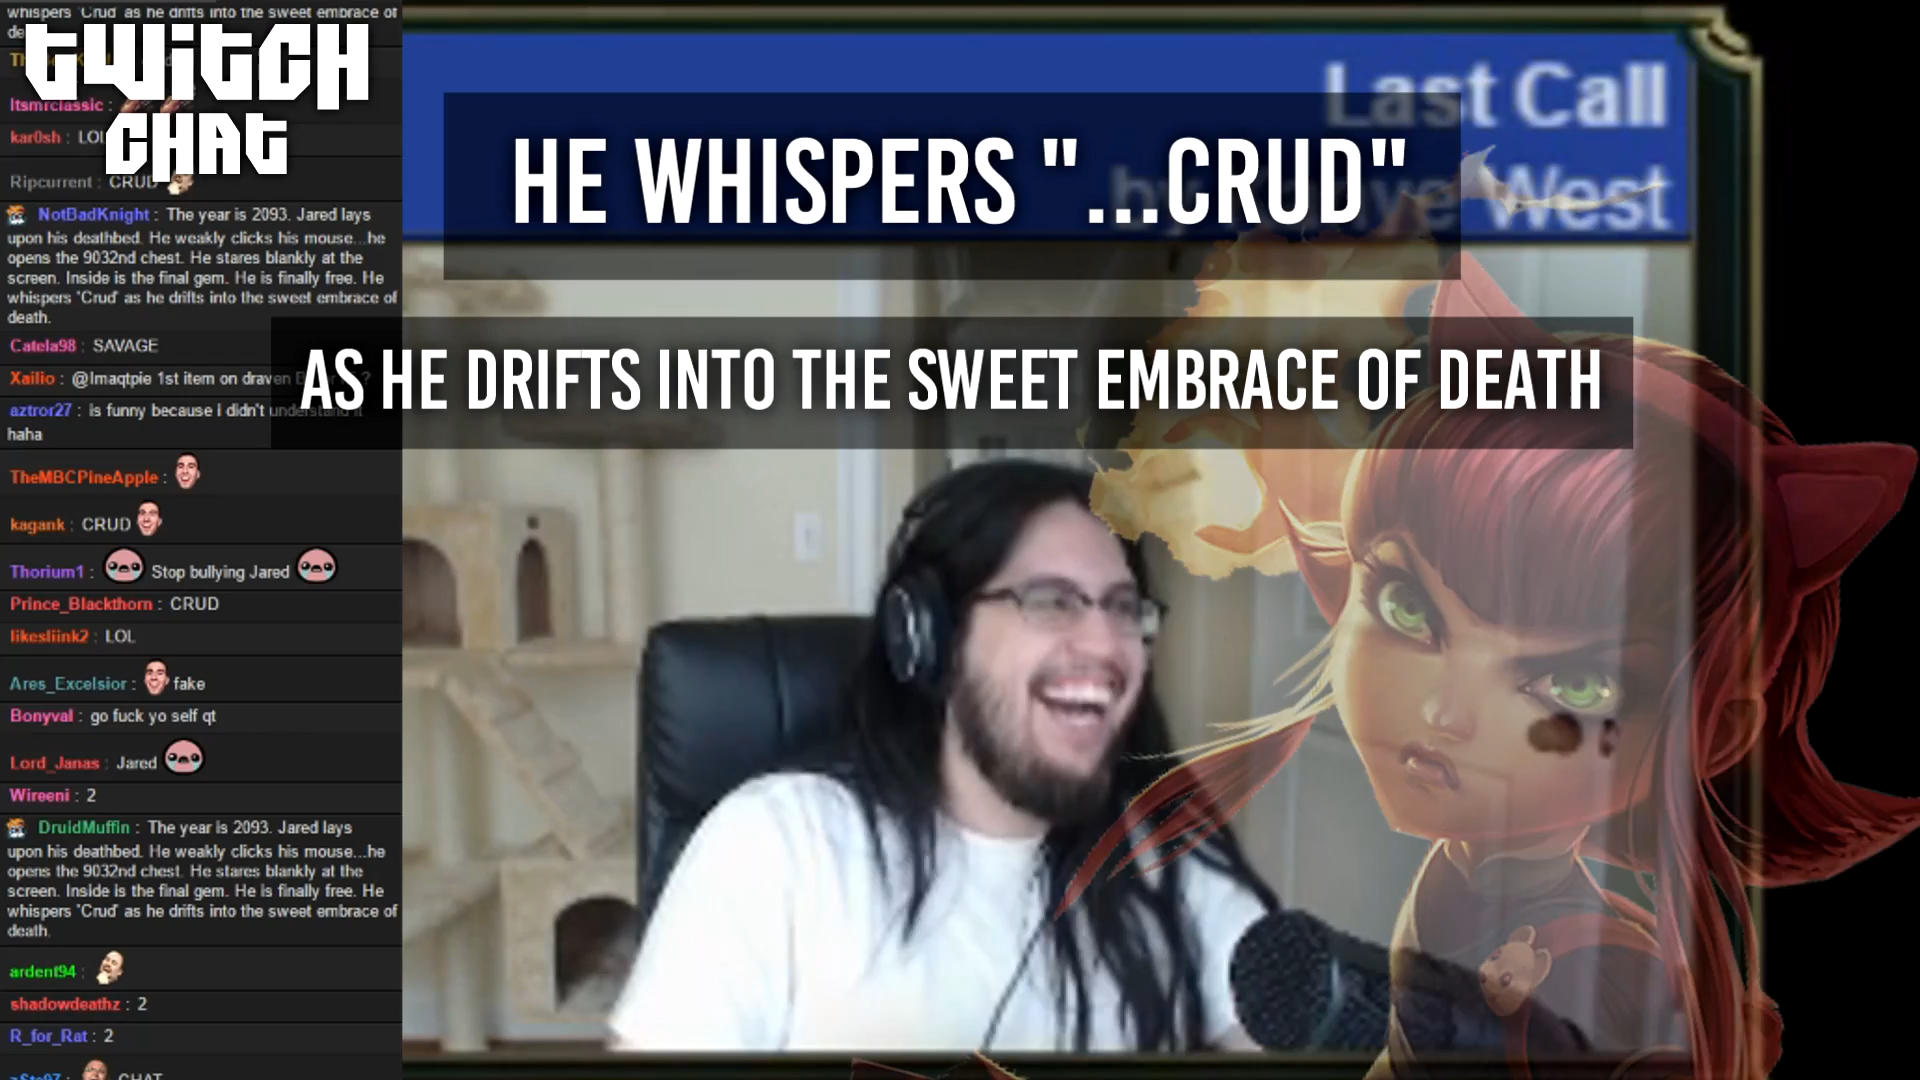 whispers 'Crud' as he drifts into the sweet embrace of
TWITCH
CHAT
Itsmrclassic :
kar0sh : LOL
Ripcurrent : CRUD
NotBadKnight : The year is 2093. Jared lays
upon his deathbed. He weakly clicks his mouse...he
opens the 9032nd chest. He stares blankly at the
screen. Inside is the final gem. He is finally free. He
whispers 'Crud' as he drifts into the sweet embrace of
death.
Catela98 : SAVAGE
Xailio : @Imaqtpie 1st item on draven
aztror27 : is funny because i didn't understand it
haha
TheMBCPineApple :
kagank : CRUD
Thorium1 : Stop bullying Jared
Prince_Blackthorn : CRUD
likesliink2 : LOL
Ares_Excelsior : fake
Bonyval : go fuck yo self qt
Lord_Janas : Jared
Wireeni : 2
DruidMuffin : The year is 2093. Jared lays
upon his deathbed. He weakly clicks his mouse...he
opens the 9032nd chest. He stares blankly at the
screen. Inside is the final gem. He is finally free. He
whispers 'Crud' as he drifts into the sweet embrace of
death.
ardent94 :
shadowdeathz : 2
R_for_Rat : 2
CHAT
Last Call
by Kanye West
HE WHISPERS "...CRUD"
AS HE DRIFTS INTO THE SWEET EMBRACE OF DEATH